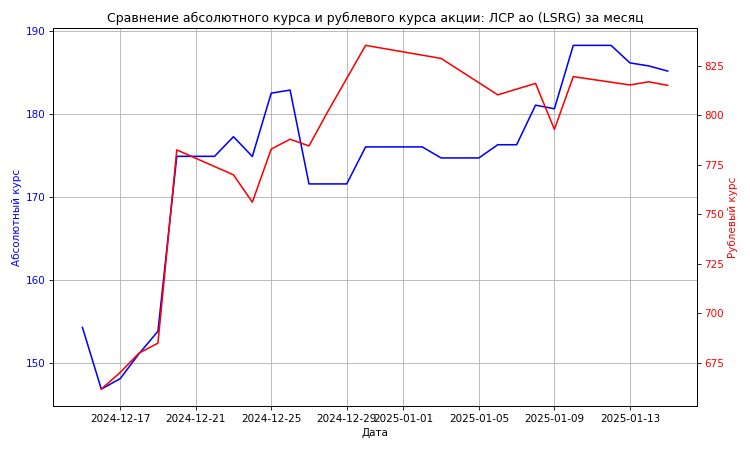 Сравнение абсолютного курса и рублевого курса акции: ЛСР ао (LSRG) за месяц
190
180
170
160
150
Абсолютный курс
825
800
775
750
725
700
675
Рублевый курс
2024-12-17 2024-12-21 2024-12-25 2024-12-29 2025-01-01 2025-01-05 2025-01-09 2025-01-13
Дата